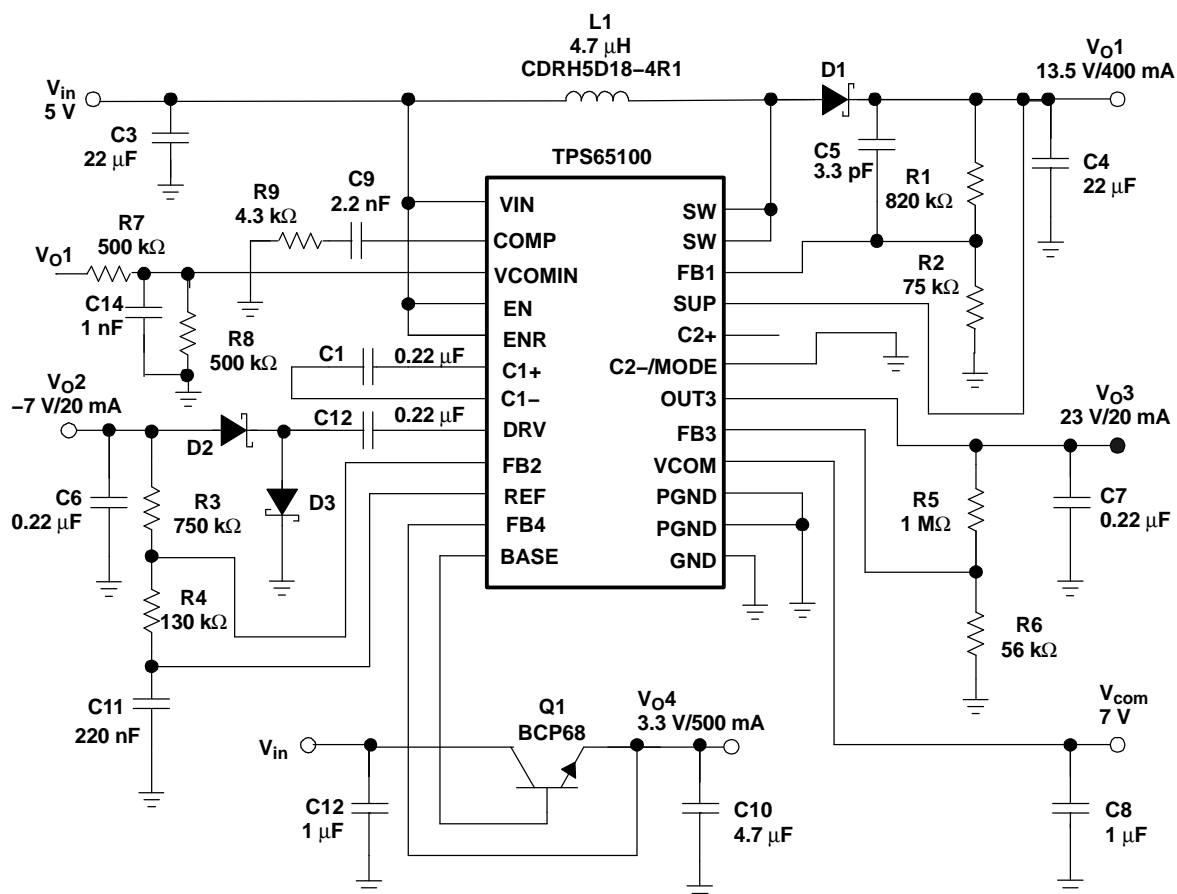 L1
4.7 μH
CDRH5D18–4R1
Vin
5 V
D1
VO1
13.5 V/400 mA
C3
22 μF
C5
3.3 pF
R1
820 kΩ
C4
22 μF
TPS65100
R9
4.3 kΩ
C9
2.2 nF
R7
500 kΩ
VO1
C14
1 nF
R8
500 kΩ
R2
75 kΩ
VIN
COMP
VCOMIN
EN
ENR
C1+
C1–
DRV
FB2
REF
FB4
BASE
SW
SW
FB1
SUP
C2+
C2–/MODE
OUT3
FB3
VCOM
PGND
PGND
GND
C1
0.22 μF
C12
0.22 μF
VO2
–7 V/20 mA
D2
D3
C6
0.22 μF
R3
750 kΩ
R4
130 kΩ
C11
220 nF
VO3
23 V/20 mA
R5
1 MΩ
C7
0.22 μF
R6
56 kΩ
Q1
BCP68
Vin
VO4
3.3 V/500 mA
C12
1 μF
C10
4.7 μF
Vcom
7 V
C8
1 μF